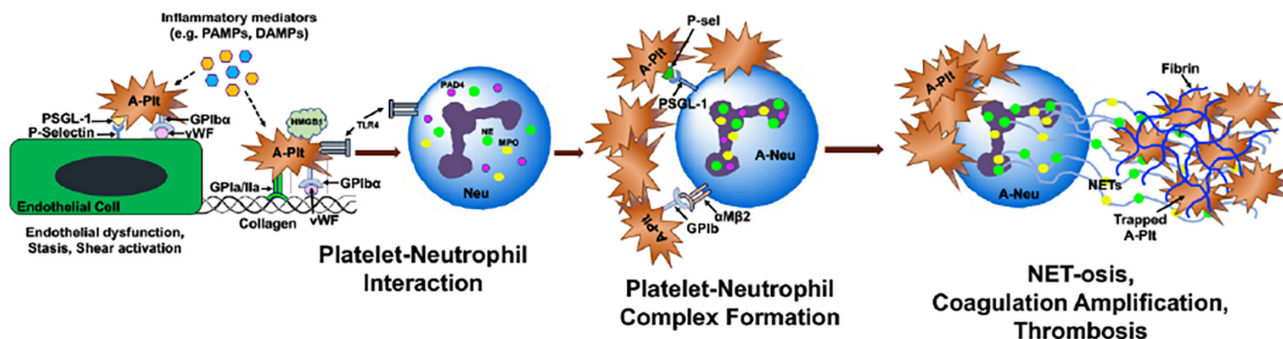 Inflammatory mediators
(e.g. PAMPs, DAMPs)
A-Plt
PSGL-1
P-Selectin
GPIbα
vWF
Endothelial Cell
Endothelial dysfunction,
Stasis, Shear activation
HMGB1
A-Plt
TLR4
GPIa/IIa
GPIbα
vWF
Collagen
PAD4
NE
MPO
Neu
Platelet-Neutrophil
Interaction
P-sel
A-Plt
PSGL-1
A-Neu
αMβ2
GPIb
A-Plt
Platelet-Neutrophil
Complex Formation
A-Plt
A-Neu
NETs
Fibrin
Trapped
A-Plt
NET-osis,
Coagulation Amplification,
Thrombosis